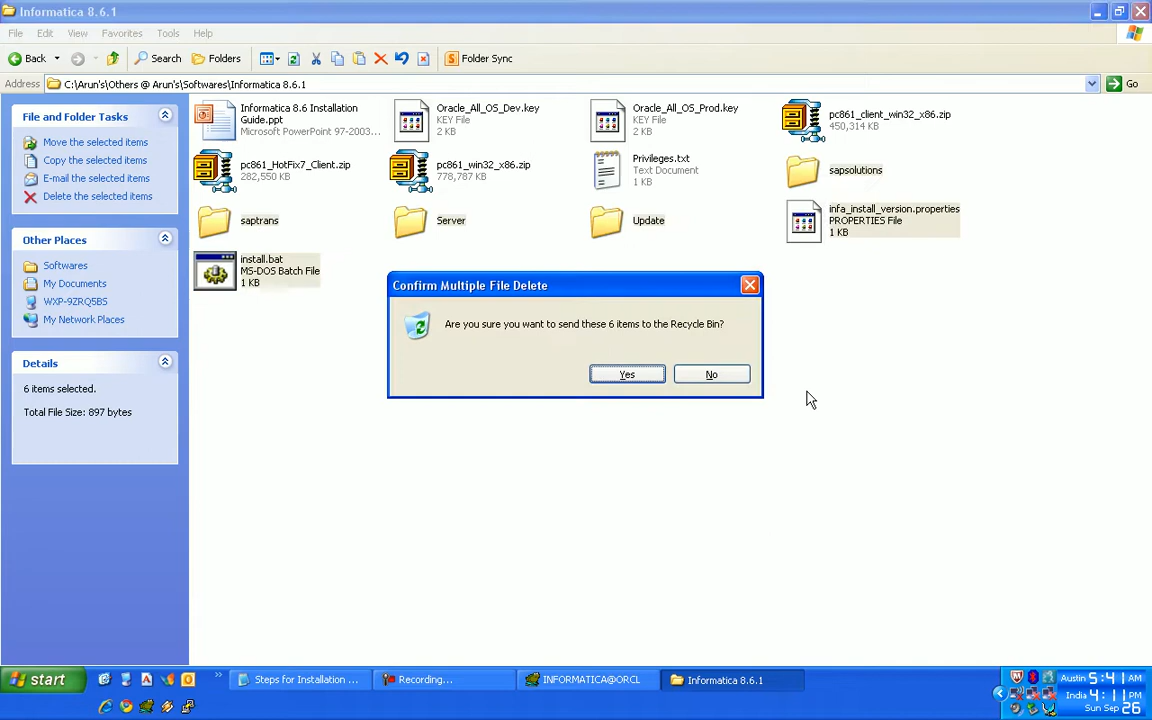 Informatica 8.6.1
File Edit View Favorites Tools Help
Back Search Folders Folder Sync
Address C:\Arun's\Others @ Arun's\Softwares\Informatica 8.6.1 Go
File and Folder Tasks
Move the selected items
Copy the selected items
E-mail the selected items
Delete the selected items
Other Places
Softwares
My Documents
WXP-9ZRQ5BS
My Network Places
Details
6 items selected.
Total File Size: 897 bytes
Informatica 8.6 Installation
Guide.ppt
Microsoft PowerPoint 97-2003...
Oracle_All_OS_Dev.key
KEY File
2 KB
Oracle_All_OS_Prod.key
KEY File
2 KB
pc861_client_win32_x86.zip
450,314 KB
pc861_HotFix7_Client.zip
282,550 KB
pc861_win32_x86.zip
778,787 KB
Privileges.txt
Text Document
1 KB
sapsolutions
saptrans
Server
Update
infa_install_version.properties
PROPERTIES File
1 KB
install.bat
MS-DOS Batch File
1 KB
Confirm Multiple File Delete
Are you sure you want to send these 6 items to the Recycle Bin?
Yes No
start
Steps for Installation ...
Recording...
INFORMATICA@ORCL
Informatica 8.6.1
Austin 5:41 AM
India 4:11 PM
Sun Sep 26